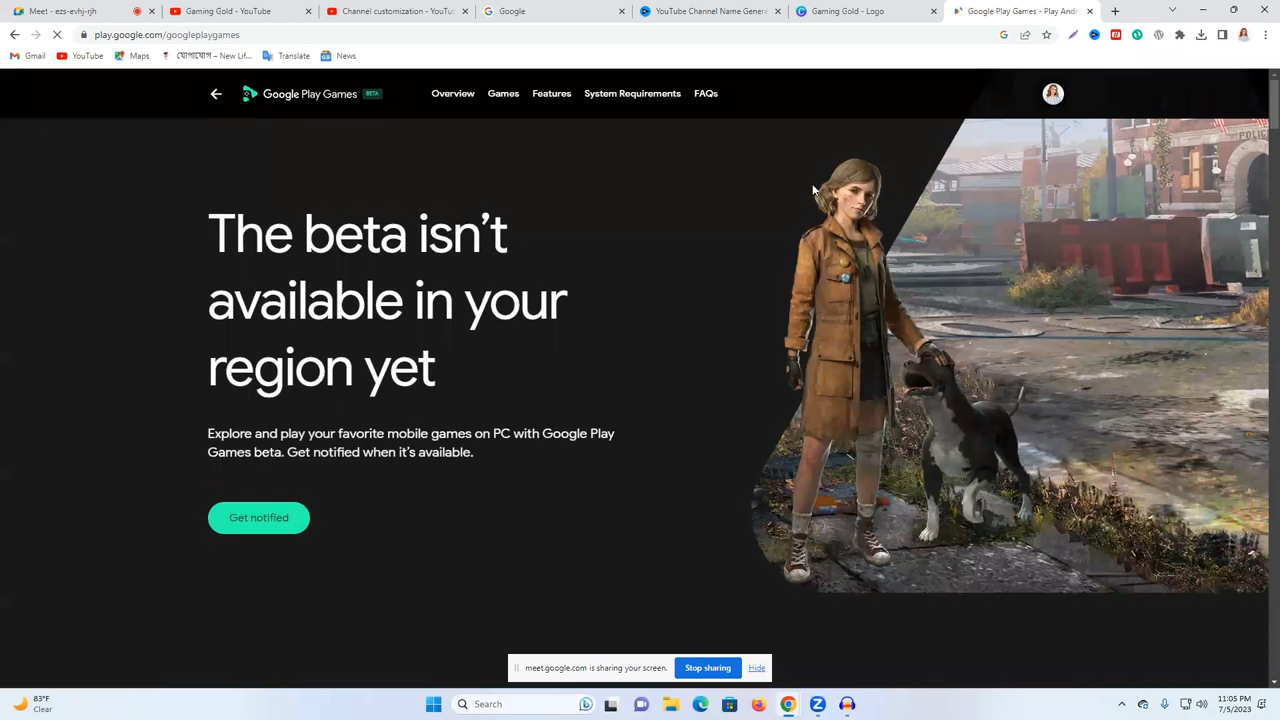 Meet - ezs-evhj-rjh
Gaming Gold - YouTube
Channel customization - YouTub
Google
YouTube Channel Name Genera
Gaming Gold - Logo
Google Play Games - Play Andr
play.google.com/googleplaygames
Gmail
YouTube
Maps
যোগাযোগ – New Lif...
Translate
News
Google Play Games BETA
Overview
Games
Features
System Requirements
FAQs
The beta isn’t
available in your
region yet
Explore and play your favorite mobile games on PC with Google Play
Games beta. Get notified when it’s available.
Get notified
POLIC
meet.google.com is sharing your screen.
Stop sharing
Hide
83°F
Clear
Search
11:05 PM
7/5/2023